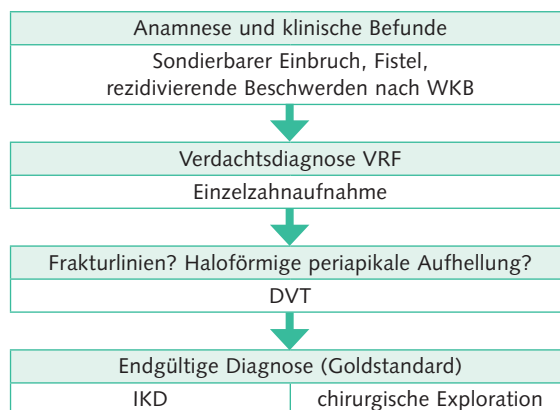 Anamnese und klinische Befunde
Sondierbarer Einbruch, Fistel,
rezidivierende Beschwerden nach WKB
Verdachtsdiagnose VRF
Einzelzahnaufnahme
Frakturlinien? Haloförmige periapikale Aufhellung?
DVT
Endgültige Diagnose (Goldstandard)
IKD
chirurgische Exploration